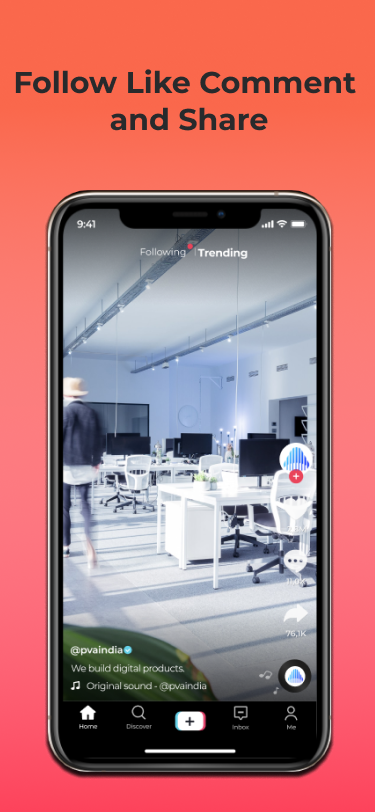 Follow Like Comment
and Share
9:41
Following
Trending
76,1K
@pvaindia
We build digital products.
Original sound - @pvaindia
Home
Discover
Inbox
Me